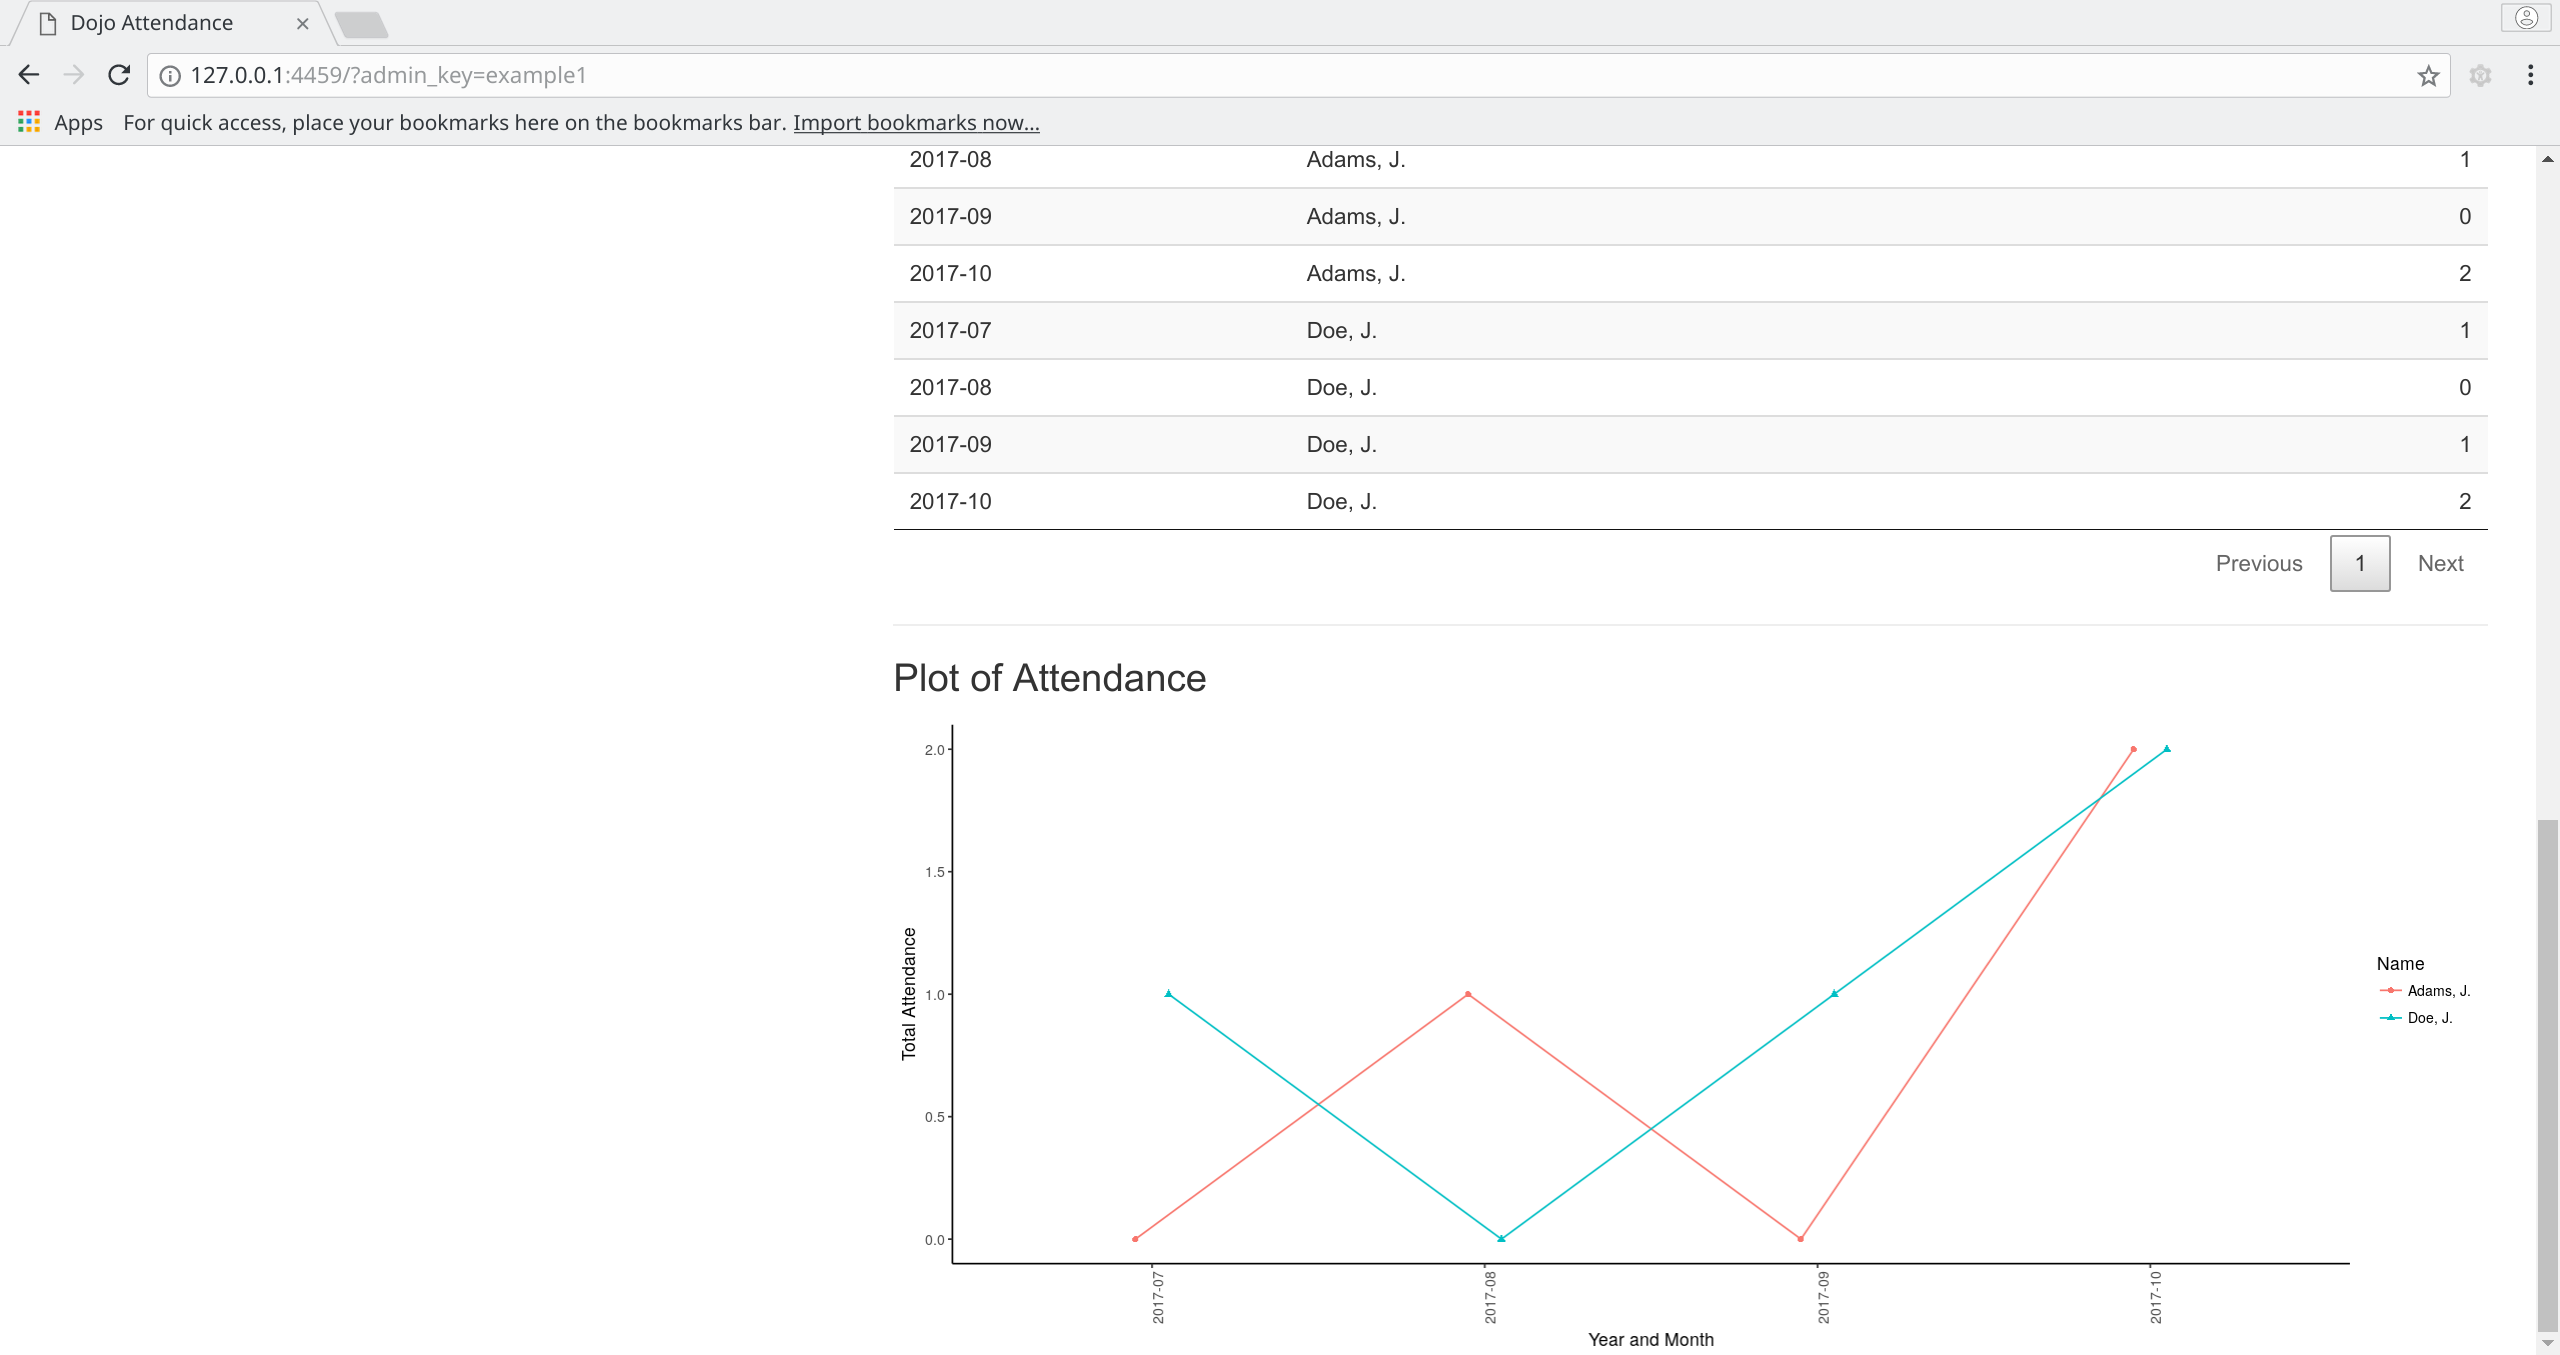 Dojo Attendance
127.0.0.1:4459/?admin_key=example1
Apps For quick access, place your bookmarks here on the bookmarks bar. Import bookmarks now...
2017-08 Adams, J. 1
2017-09 Adams, J. 0
2017-10 Adams, J. 2
2017-07 Doe, J. 1
2017-08 Doe, J. 0
2017-09 Doe, J. 1
2017-10 Doe, J. 2
Previous 1 Next
Plot of Attendance
2.0
1.5
1.0
0.5
0.0
Total Attendance
Name
Adams, J.
Doe, J.
2017-07 2017-08 2017-09 2017-10
Year and Month